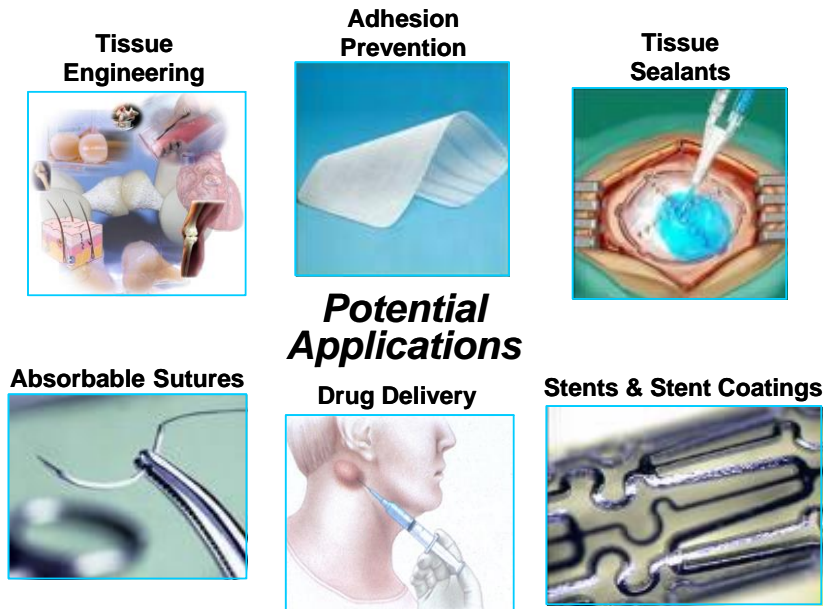 Tissue
Engineering
Adhesion
Prevention
Tissue
Sealants
Potential
Applications
Absorbable Sutures
Drug Delivery
Stents & Stent Coatings